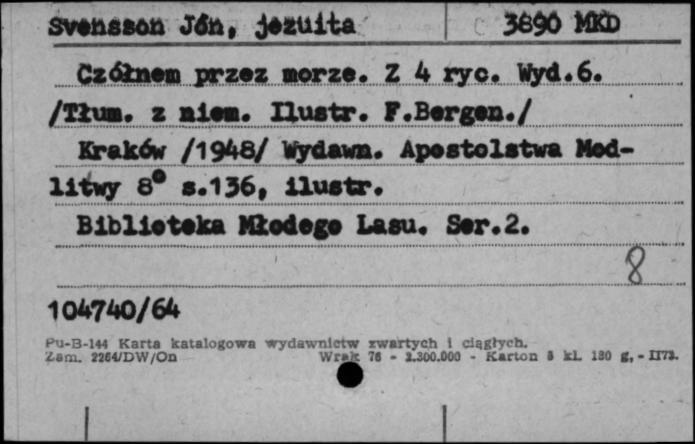 Svensson Jón, jezuita 3890 MKD
Czółnem przez morze. Z 4 ryc. Wyd.6.
/Tłum. z niem. Ilustr. F.Bergen./
Kraków /1948/ Wydawn. Apostolstwa Mod-
litwy 8° s.136, ilustr.
Biblioteka Młodego Lasu. Ser.2.
8
104740/64
Pu-B-144 Karta katalogowa wydawnictw zwartych i ciągłych.
Zam. 2264/DW/On Wrak 76 - 2.300.000 - Karton 8 kl. 180 g, - II73.